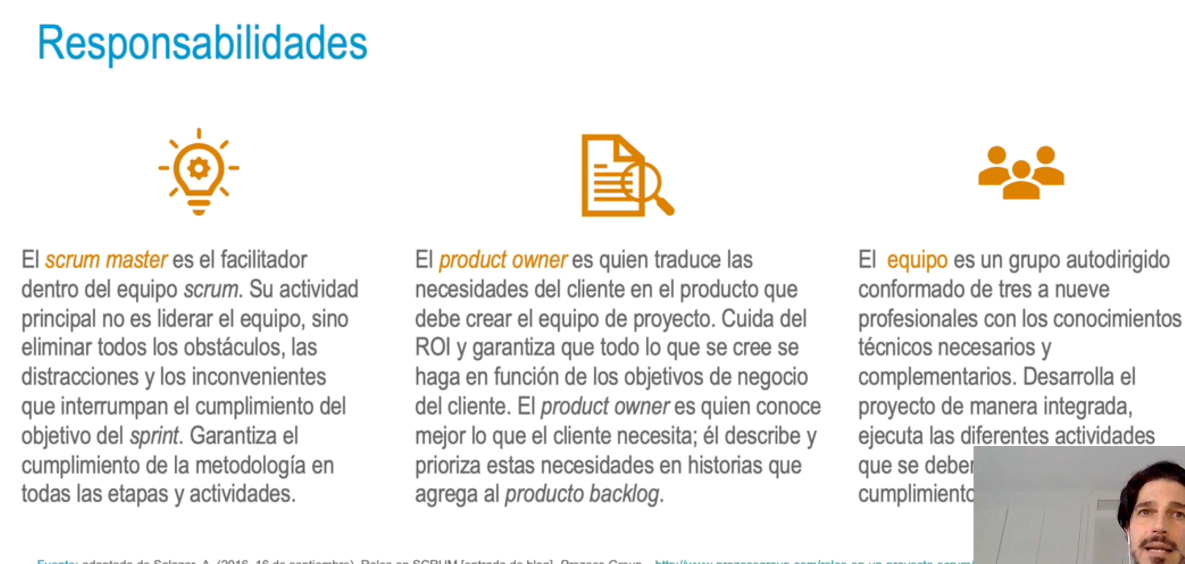 Responsabilidades
El scrum master es el facilitador
dentro del equipo scrum. Su actividad
principal no es liderar el equipo, sino
eliminar todos los obstáculos, las
distracciones y los inconvenientes
que interrumpan el cumplimiento del
objetivo del sprint. Garantiza el
cumplimiento de la metodología en
todas las etapas y actividades.
El product owner es quien traduce las
necesidades del cliente en el producto que
debe crear el equipo de proyecto. Cuida del
ROI y garantiza que todo lo que se cree se
haga en función de los objetivos de negocio
del cliente. El product owner es quien conoce
mejor lo que el cliente necesita; él describe y
prioriza estas necesidades en historias que
agrega al producto backlog.
El equipo es un grupo autodirigido
conformado de tres a nueve
profesionales con los conocimientos
técnicos necesarios y
complementarios. Desarrolla el
proyecto de manera integrada,
ejecuta las diferentes actividades
que se deben
cumplimiento
Fuente: adaptado de Salazar, A. (2016, 16 de septiembre). Roles en SCRUM [entrada de blog]. Prozess Group